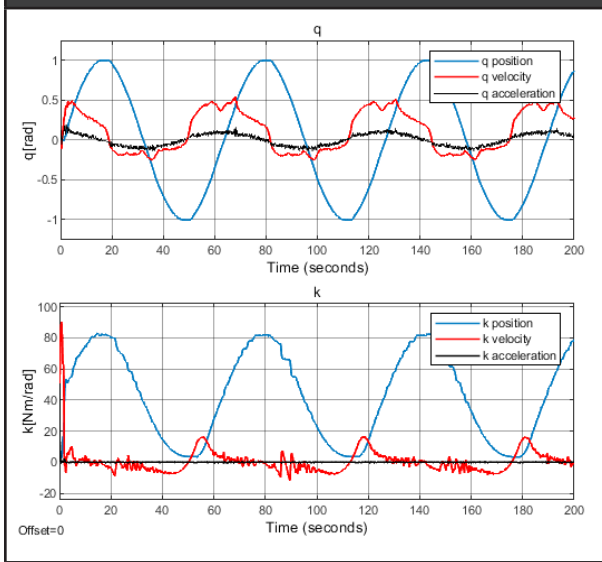 q
q position
q velocity
q acceleration
1
0.5
0
-0.5
-1
q[rad]
0 20 40 60 80 100 120 140 160 180 200
Time (seconds)
k
k position
k velocity
k acceleration
100
80
60
40
20
0
-20
k[Nm/rad]
0 20 40 60 80 100 120 140 160 180 200
Time (seconds)
Offset=0